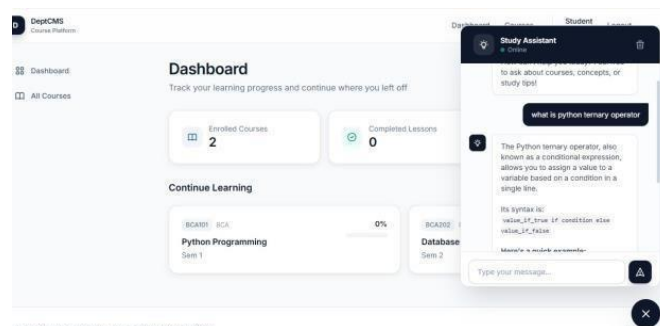 DeptCMS
Course Platform
Dashboard
Courses
Student
Logout
Dashboard
All Courses
Dashboard
Track your learning progress and continue where you left off
Enrolled Courses
2
Completed Lessons
0
Continue Learning
BCA101 BCA
0%
Python Programming
Sem 1
BCA202
Database
Sem 2
Study Assistant
Online
to ask about courses, concepts, or
study tips!
what is python ternary operator
The Python ternary operator, also
known as a conditional expression,
allows you to assign a value to a
variable based on a condition in a
single line.
Its syntax is:
value_if_true if condition else
value_if_false
Here's a quick example:
Type your message...